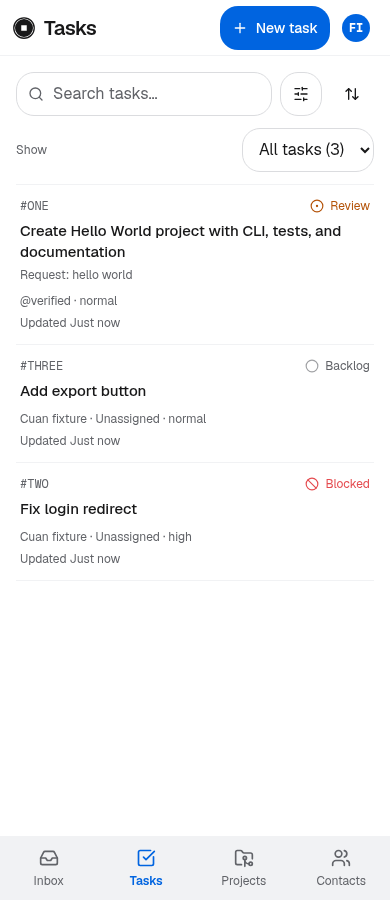 Tasks
New task
FI
Search tasks...
Show
All tasks (3)
#ONE
Review
Create Hello World project with CLI, tests, and
documentation
Request: hello world
@verified · normal
Updated Just now
#THREE
Backlog
Add export button
Cuan fixture · Unassigned · normal
Updated Just now
#TWO
Blocked
Fix login redirect
Cuan fixture · Unassigned · high
Updated Just now
Inbox
Tasks
Projects
Contacts